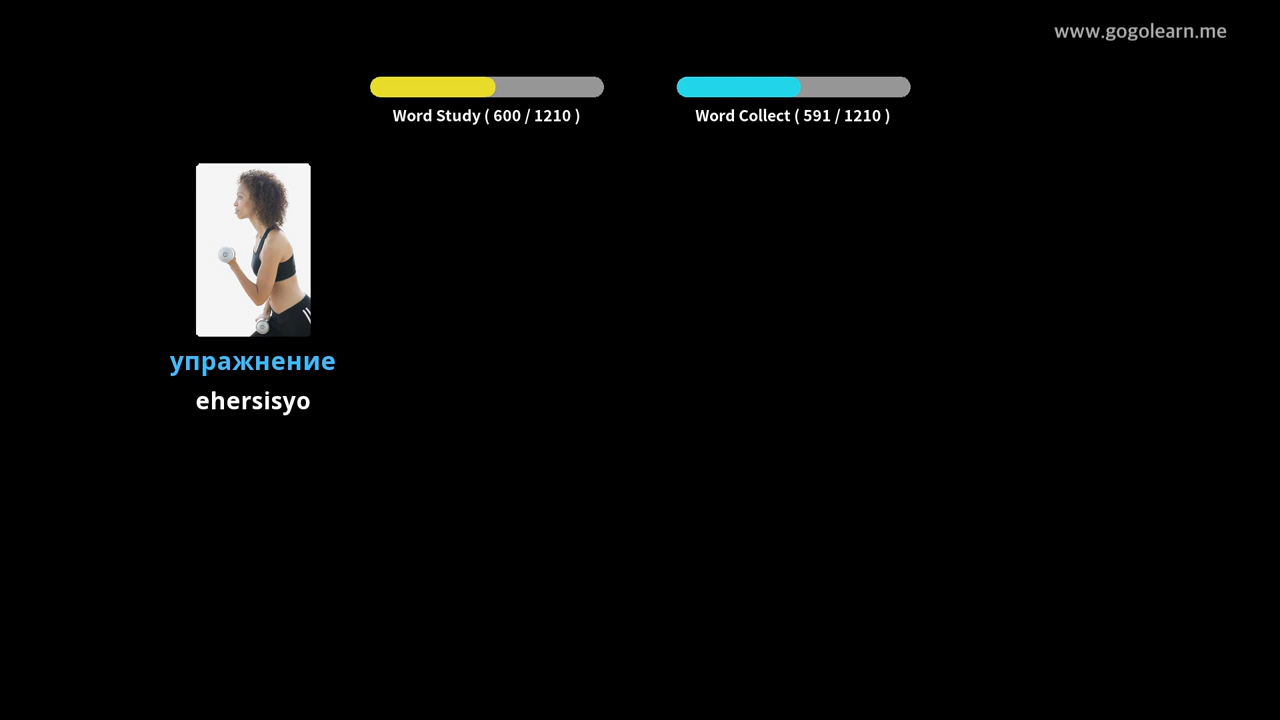 www.gogolearn.me
Word Study ( 600 / 1210 )
Word Collect ( 591 / 1210 )
упражнение
ehersisyo